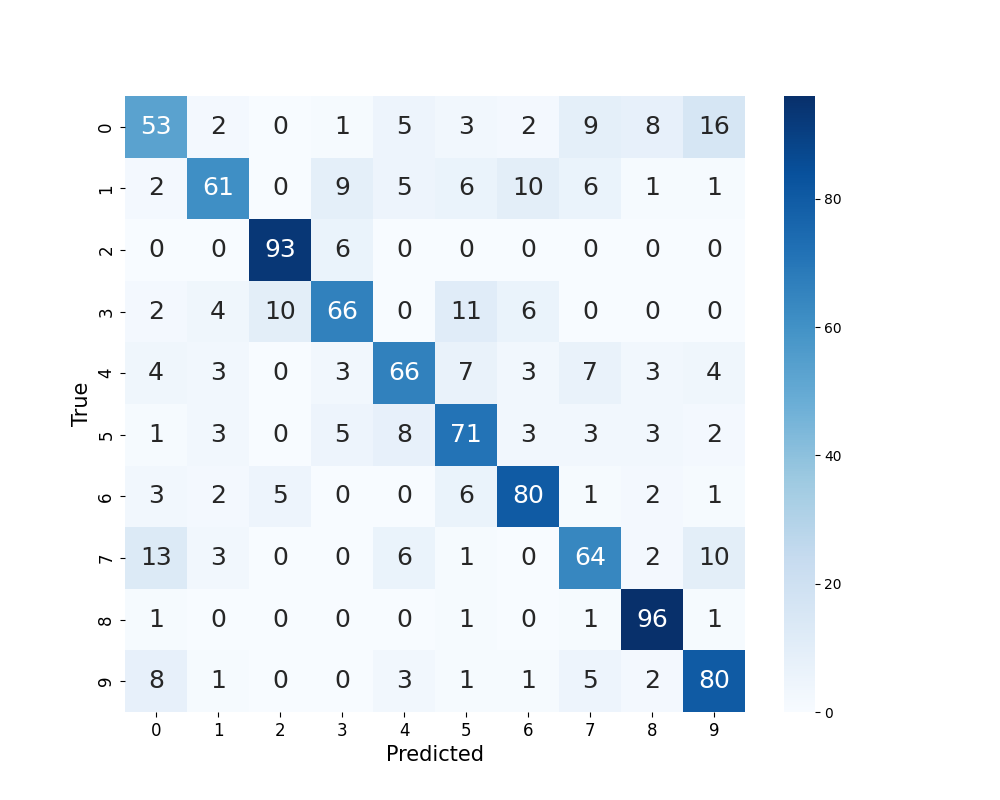 0 53 2 0 1 5 3 2 9 8 16
1 2 61 0 9 5 6 10 6 1 1
2 0 0 93 6 0 0 0 0 0 0
3 2 4 10 66 0 11 6 0 0 0
4 4 3 0 3 66 7 3 7 3 4
5 1 3 0 5 8 71 3 3 3 2
6 3 2 5 0 0 6 80 1 2 1
7 13 3 0 0 6 1 0 64 2 10
8 1 0 0 0 0 1 0 1 96 1
9 8 1 0 0 3 1 1 5 2 80
0 1 2 3 4 5 6 7 8 9
Predicted
True
80
60
40
20
0